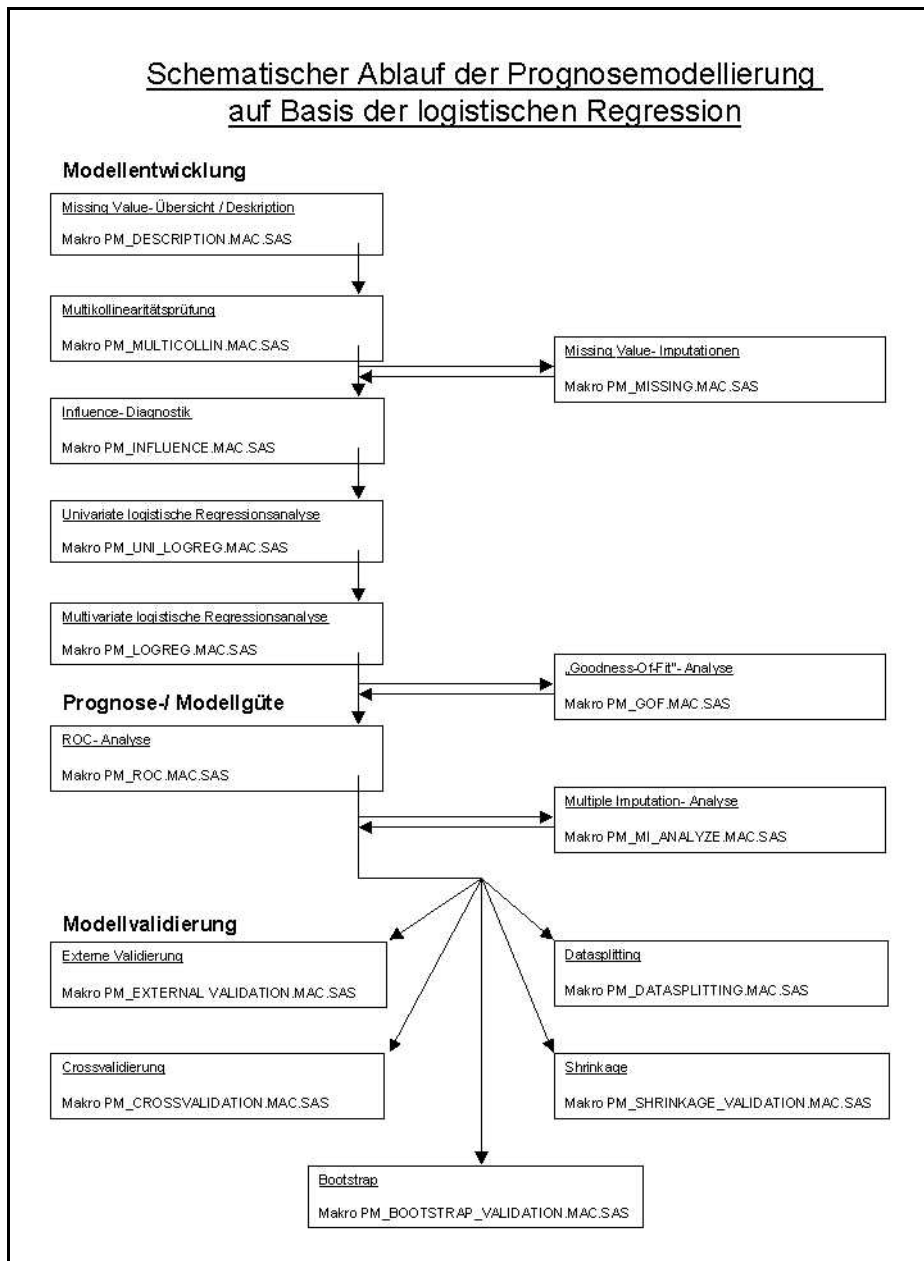 Schematischer Ablauf der Prognosemodellierung
auf Basis der logistischen Regression
Modellentwicklung
Missing Value- Übersicht / Deskription
Makro PM_DESCRIPTION.MAC.SAS
Multikollinearitätsprüfung
Makro PM_MULTICOLLIN.MAC.SAS
Missing Value- Imputationen
Makro PM_MISSING.MAC.SAS
Influence- Diagnostik
Makro PM_INFLUENCE.MAC.SAS
Univariate logistische Regressionsanalyse
Makro PM_UNI_LOGREG.MAC.SAS
Multivariate logistische Regressionsanalyse
Makro PM_LOGREG.MAC.SAS
„Goodness-Of-Fit"- Analyse
Makro PM_GOF.MAC.SAS
Prognose-/ Modellgüte
ROC- Analyse
Makro PM_ROC.MAC.SAS
Multiple Imputation- Analyse
Makro PM_MI_ANALYZE.MAC.SAS
Modellvalidierung
Externe Validierung
Makro PM_EXTERNAL VALIDATION.MAC.SAS
Datasplitting
Makro PM_DATASPLITTING.MAC.SAS
Crossvalidierung
Makro PM_CROSSVALIDATION.MAC.SAS
Shrinkage
Makro PM_SHRINKAGE_VALIDATION.MAC.SAS
Bootstrap
Makro PM_BOOTSTRAP_VALIDATION.MAC.SAS